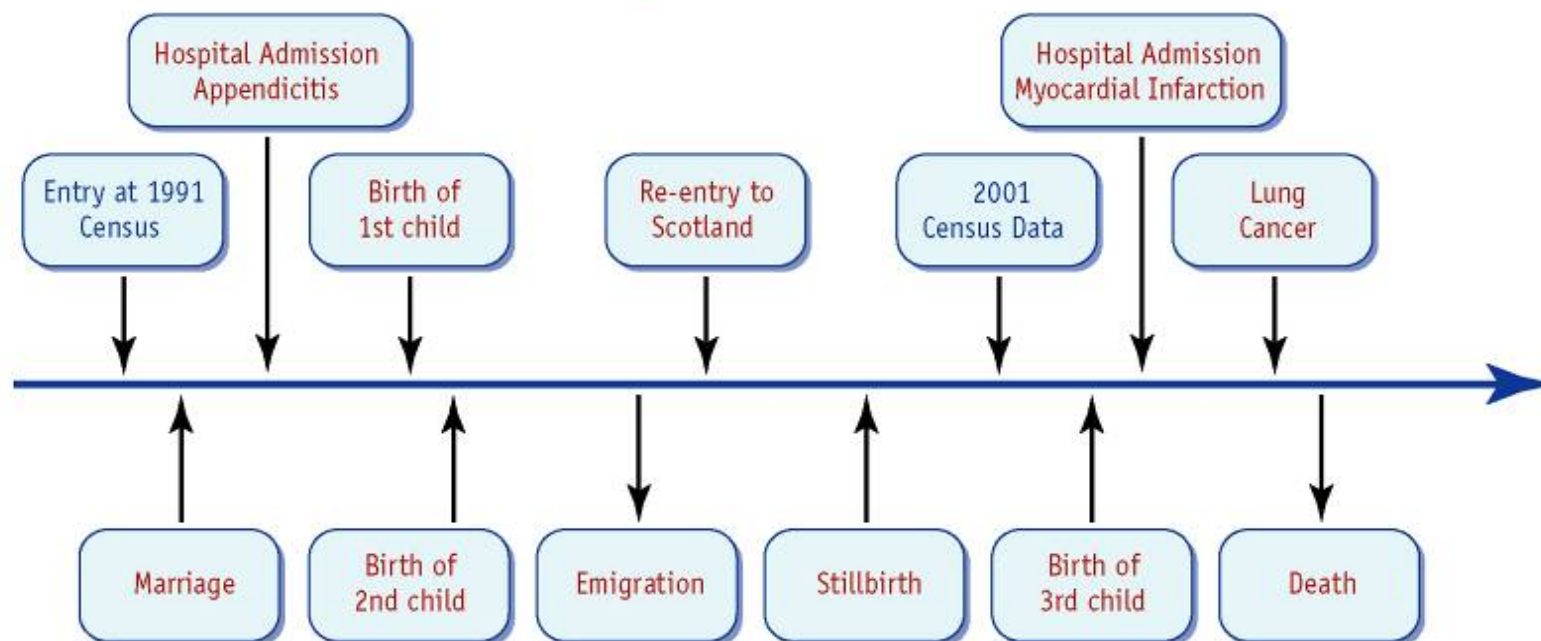 Hospital Admission
Appendicitis
Hospital Admission
Myocardial Infarction
Entry at 1991
Census
Birth of
1st child
Re-entry to
Scotland
2001
Census Data
Lung
Cancer
Marriage
Birth of
2nd child
Emigration
Stillbirth
Birth of
3rd child
Death